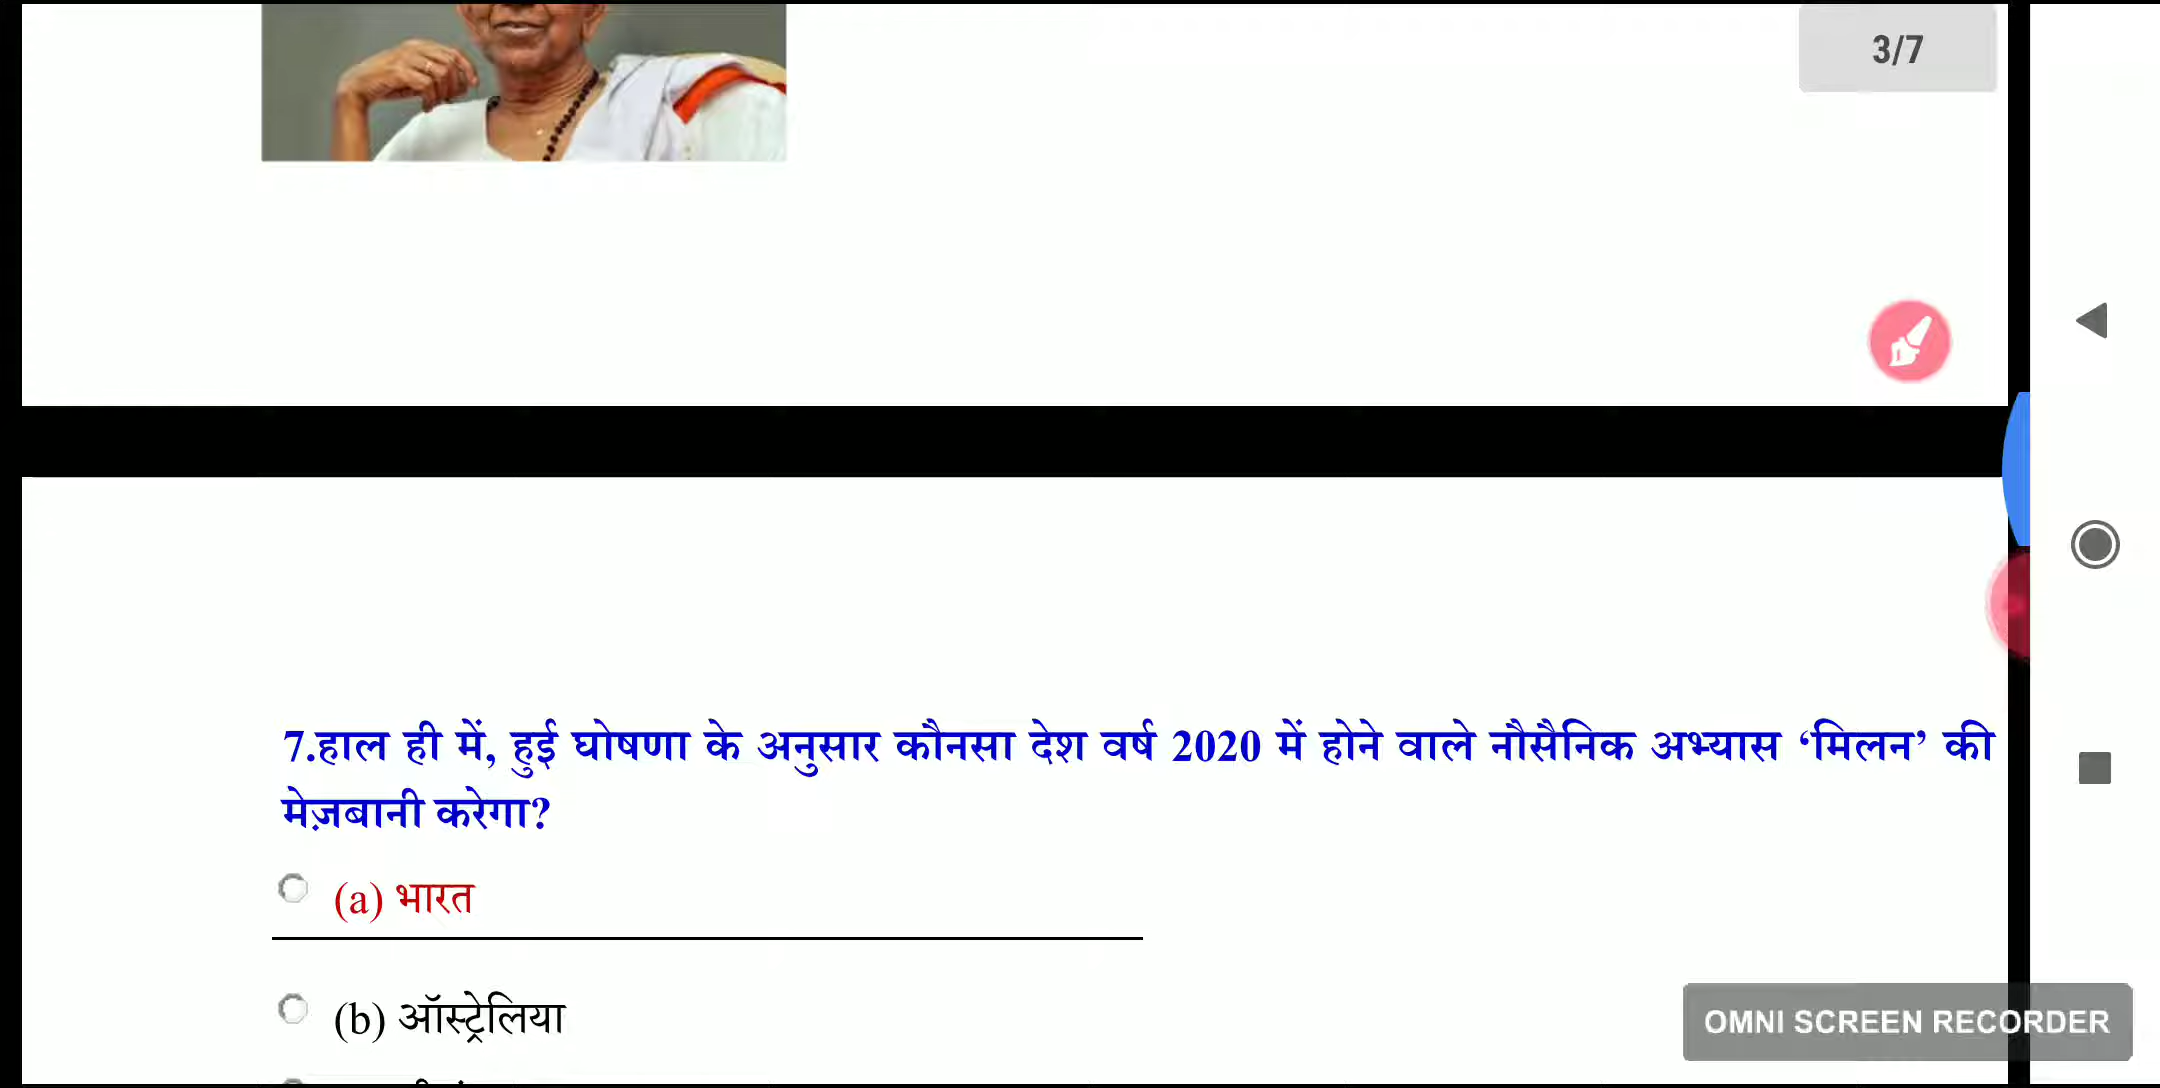 3/7
7.हाल ही में, हुई घोषणा के अनुसार कौनसा देश वर्ष 2020 में होने वाले नौसैनिक अभ्यास ‘मिलन’ की
मेज़बानी करेगा?
(a) भारत
(b) ऑस्ट्रेलिया
OMNI SCREEN RECORDER